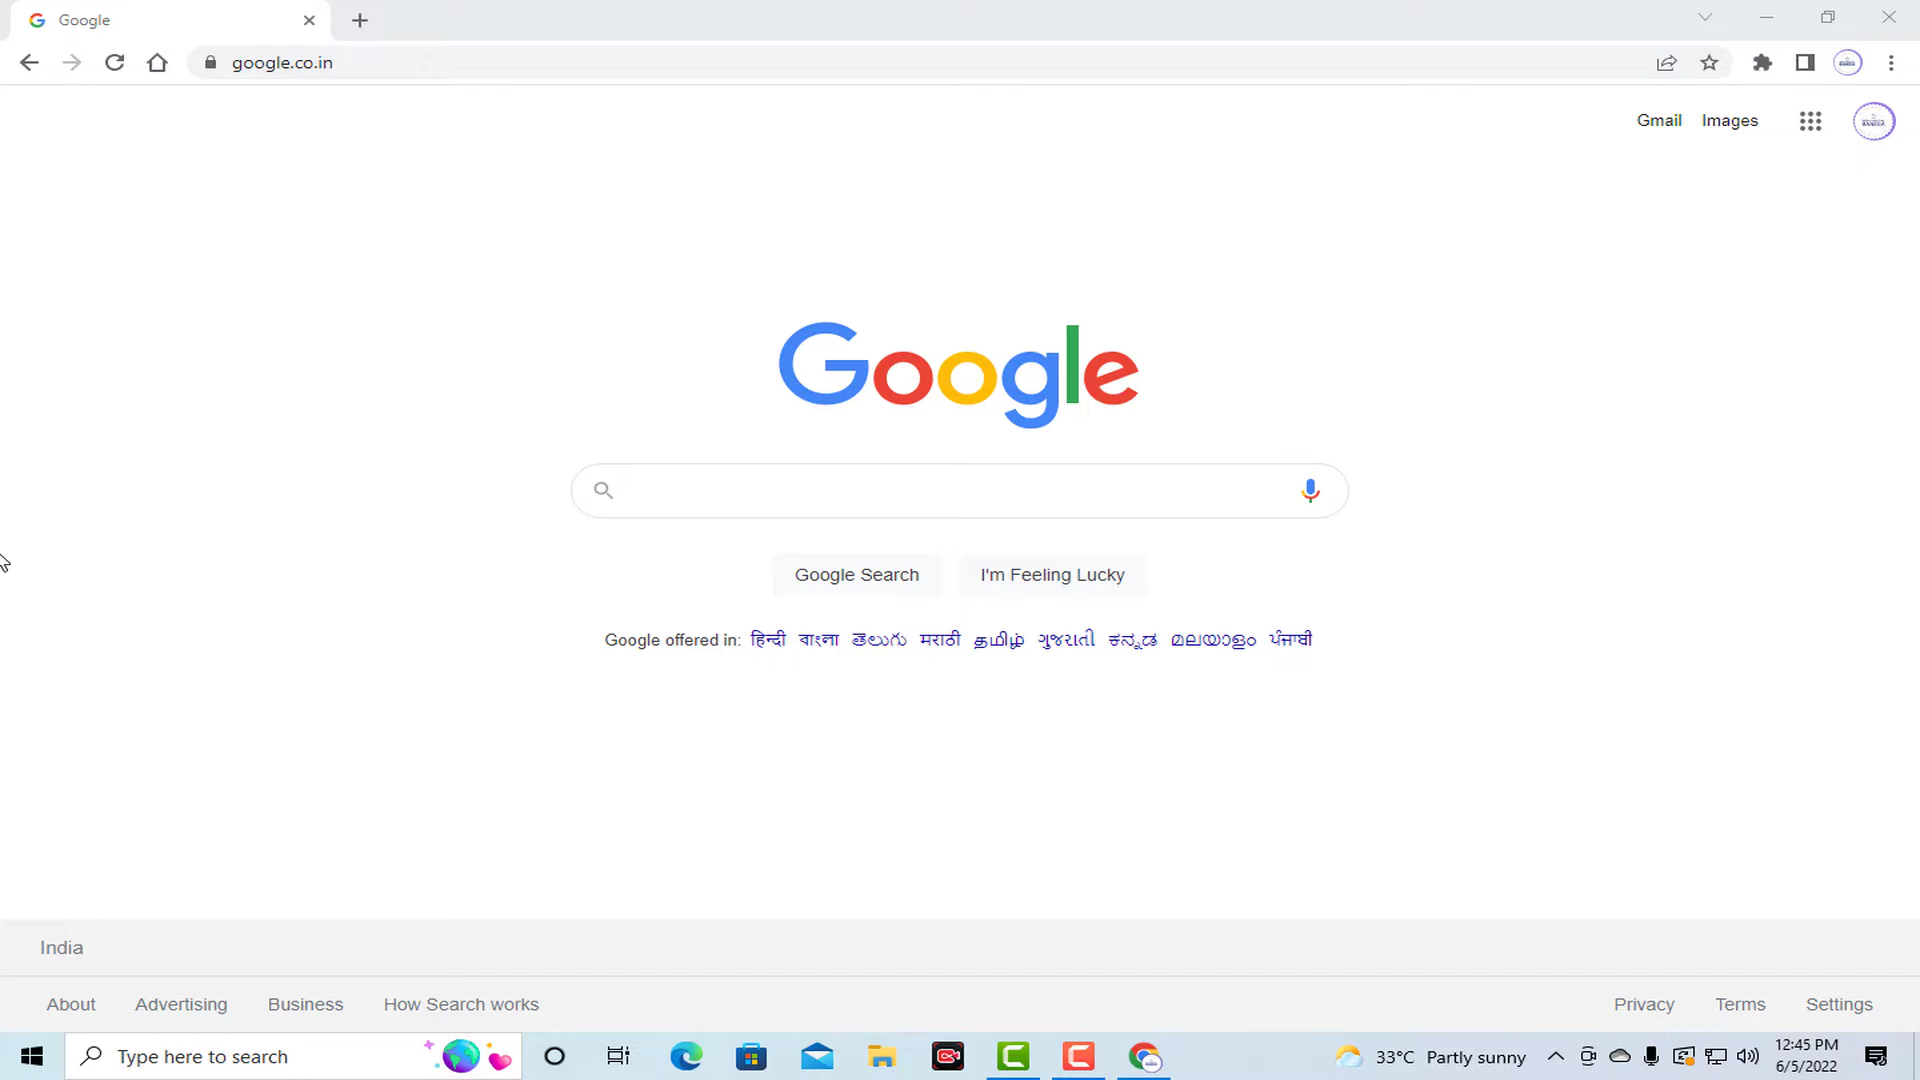 Google
google.co.in
Gmail Images
Google
Google Search I'm Feeling Lucky
Google offered in: हिन्दी বাংলা తెలుగు मराठी தமிழ் ગુજરાતી ಕನ್ನಡ മലയാളം ਪੰਜਾਬੀ
India
About Advertising Business How Search works Privacy Terms Settings
Type here to search 33°C Partly sunny 12:45 PM
6/5/2022